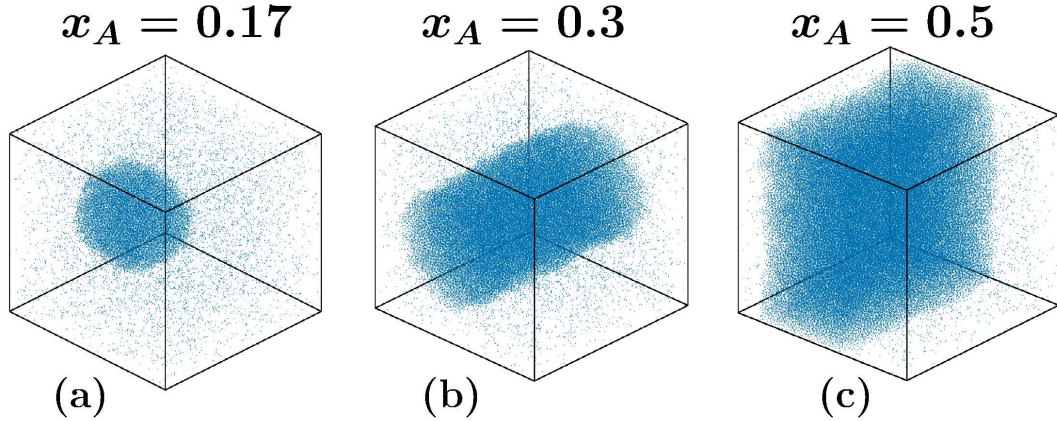 x_A = 0.17
x_A = 0.3
x_A = 0.5
(a)
(b)
(c)